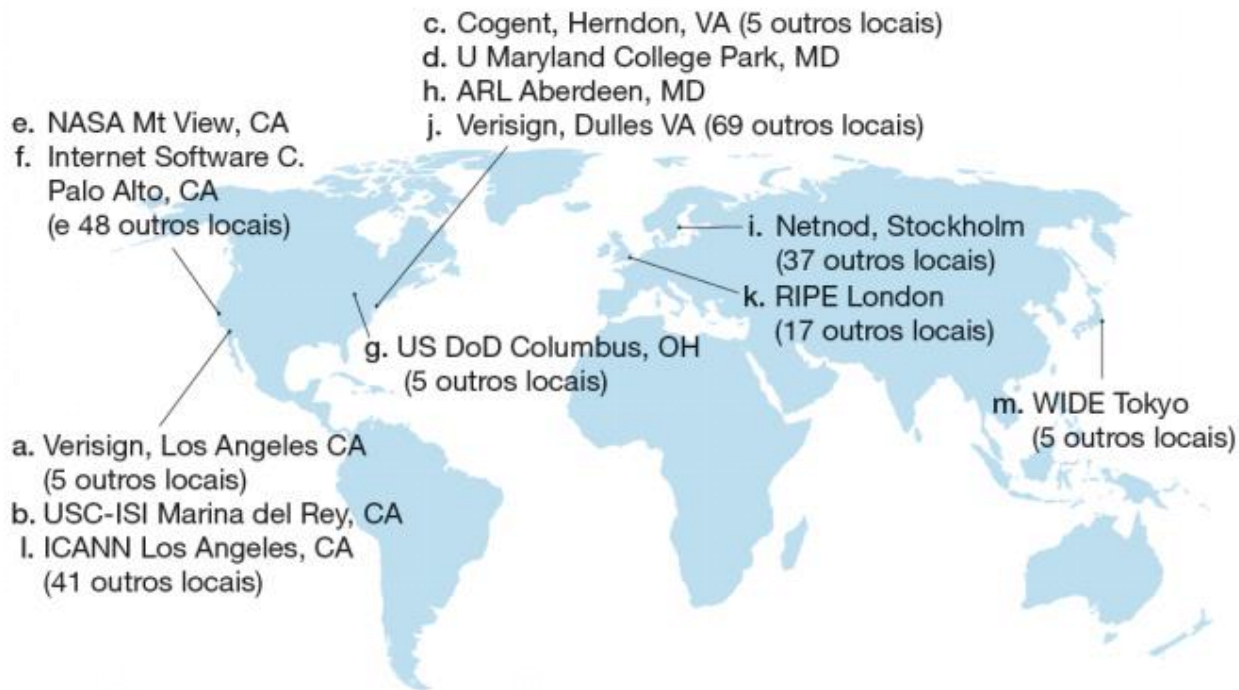 c. Cogent, Herndon, VA (5 outros locais)
d. U Maryland College Park, MD
h. ARL Aberdeen, MD
j. Verisign, Dulles VA (69 outros locais)
e. NASA Mt View, CA
f. Internet Software C.
Palo Alto, CA
(e 48 outros locais)
i. Netnod, Stockholm
(37 outros locais)
k. RIPE London
(17 outros locais)
g. US DoD Columbus, OH
(5 outros locais)
m. WIDE Tokyo
(5 outros locais)
a. Verisign, Los Angeles CA
(5 outros locais)
b. USC-ISI Marina del Rey, CA
l. ICANN Los Angeles, CA
(41 outros locais)